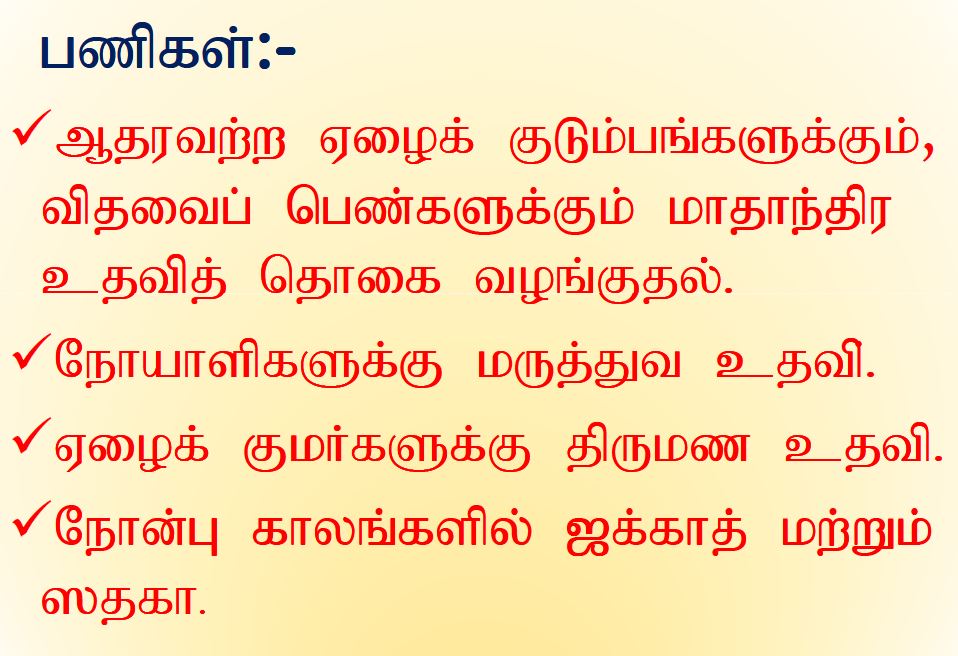 பணிகள்:-
✓ஆதரவற்ற ஏழைக் குடும்பங்களுக்கும்,
விதவைப் பெண்களுக்கும் மாதாந்திர
உதவித் தொகை வழங்குதல்.
✓நோயாளிகளுக்கு மருத்துவ உதவி.
✓ஏழைக் குமர்களுக்கு திருமண உதவி.
✓நோன்பு காலங்களில் ஜக்காத் மற்றும்
ஸதகா.